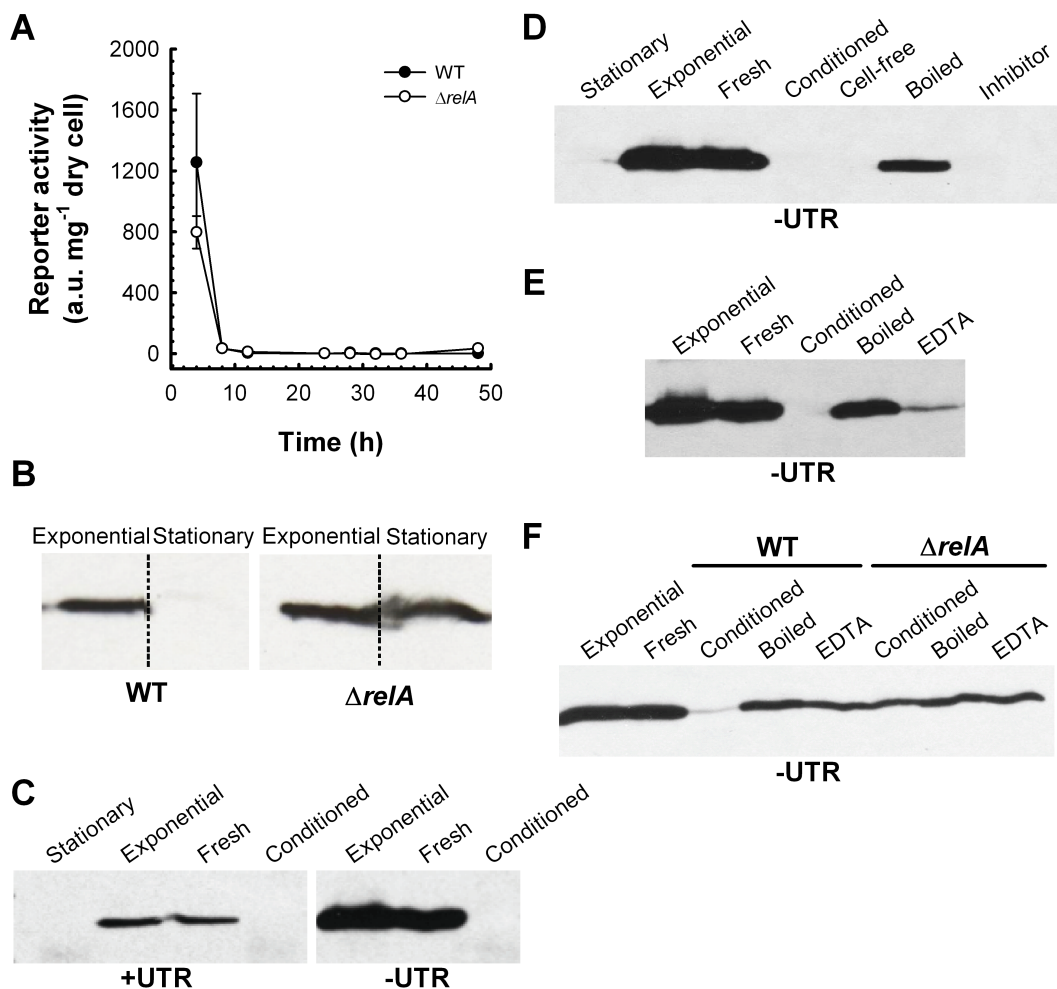 A
Reporter activity
(a.u. mg-1 dry cell)
2000
1600
1200
800
400
0
WT
ΔrelA
0
10
20
30
40
50
Time (h)
B
Exponential
Stationary
Exponential
Stationary
WT
ΔrelA
C
Stationary
Exponential
Fresh
Conditioned
Exponential
Fresh
Conditioned
+UTR
-UTR
D
Stationary
Exponential
Fresh
Conditioned
Cell-free
Boiled
Inhibitor
-UTR
E
Exponential
Fresh
Conditioned
Boiled
EDTA
-UTR
F
WT
ΔrelA
Exponential
Fresh
Conditioned
Boiled
EDTA
Conditioned
Boiled
EDTA
-UTR